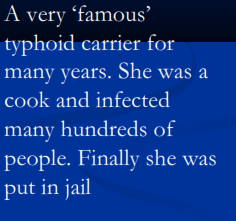 A very ‘famous’
typhoid carrier for
many years. She was a
cook and infected
many hundreds of
people. Finally she was
put in jail